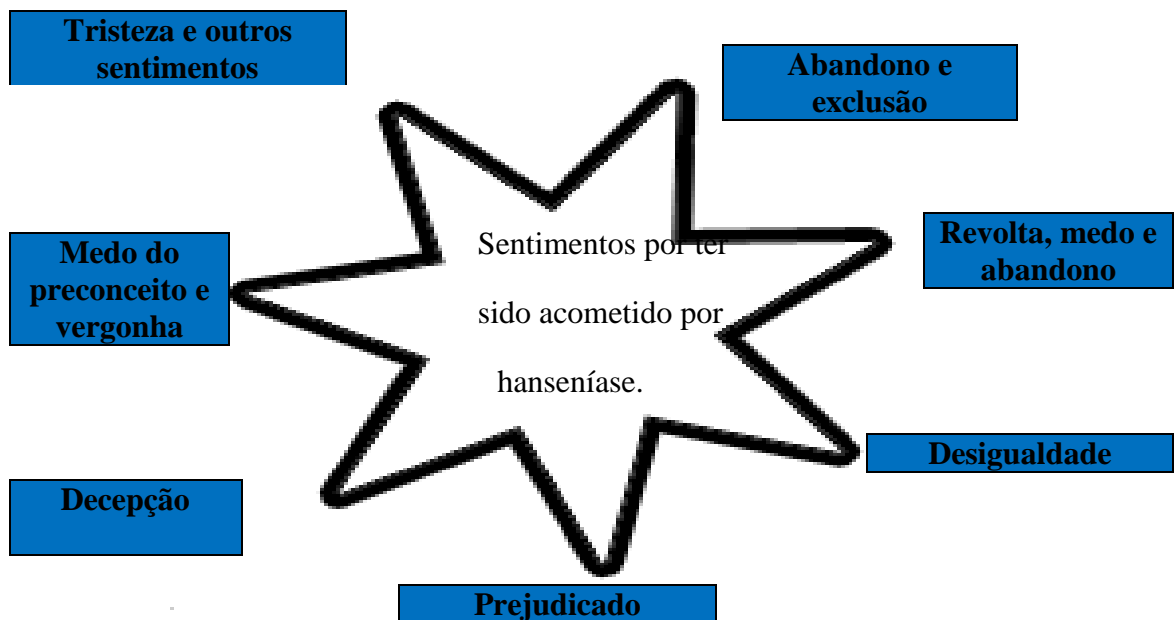 Tristeza e outros
sentimentos
Abandono e
exclusão
Sentimentos por ter
sido acometido por
hanseníase.
Revolta, medo e
abandono
Medo do
preconceito e
vergonha
Desigualdade
Decepção
Prejudicado